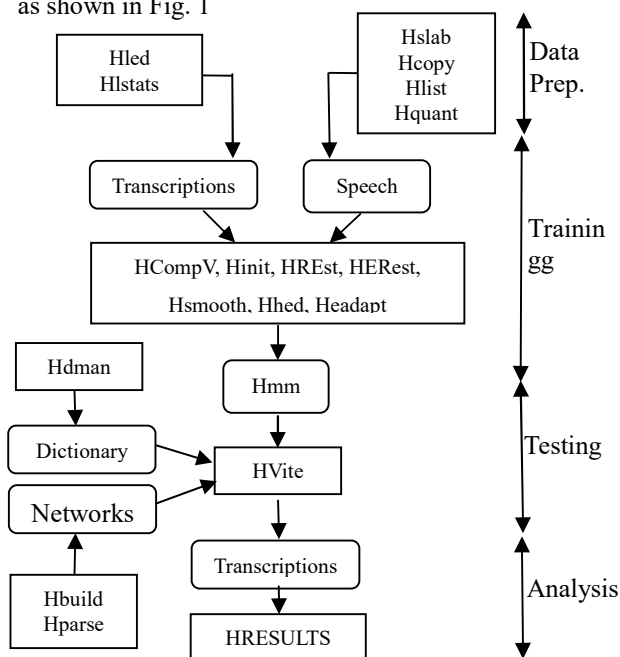 as shown in Fig. 1
Hled
Hlstats
Hslab
Hcopy
Hlist
Hquant
Data
Prep.
Transcriptions
Speech
Trainin
gg
HCompV, Hinit, HREst, HERest,
Hsmooth, Hhed, Headapt
Hdman
Hmm
Dictionary
HVite
Testing
Networks
Transcriptions
Hbuild
Hparse
Analysis
HRESULTS